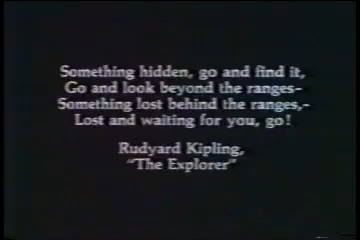 Something hidden, go and find it,
Go and look beyond the ranges-
Something lost behind the ranges,-
Lost and waiting for you, go!
Rudyard Kipling,
"The Explorer"